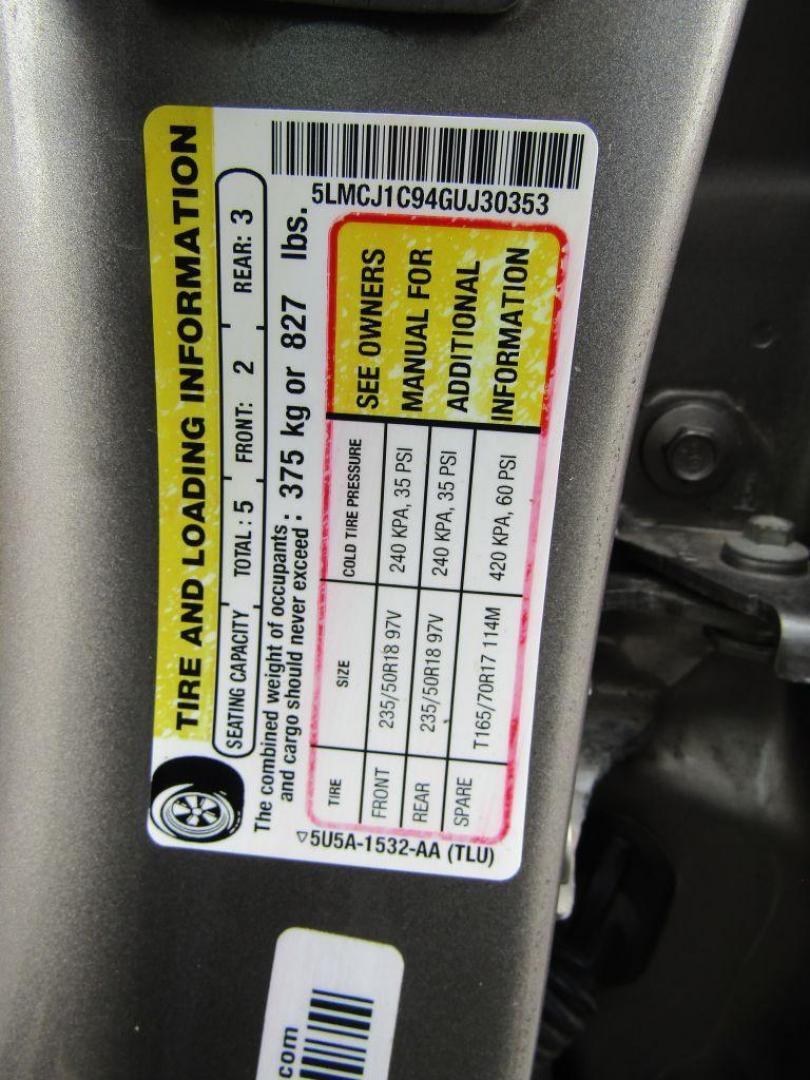 TIRE AND LOADING INFORMATION
SEATING CAPACITY TOTAL : 5 FRONT: 2 REAR: 3
The combined weight of occupants
and cargo should never exceed : 375 kg or 827 lbs.
TIRE SIZE COLD TIRE PRESSURE
FRONT 235/50R18 97V 240 KPA, 35 PSI
REAR 235/50R18 97V 240 KPA, 35 PSI
SPARE T165/70R17 114M 420 KPA, 60 PSI
SEE OWNERS
MANUAL FOR
ADDITIONAL
INFORMATION
5U5A-1532-AA (TLU)
5LMCJ1C94GUJ30353
.com